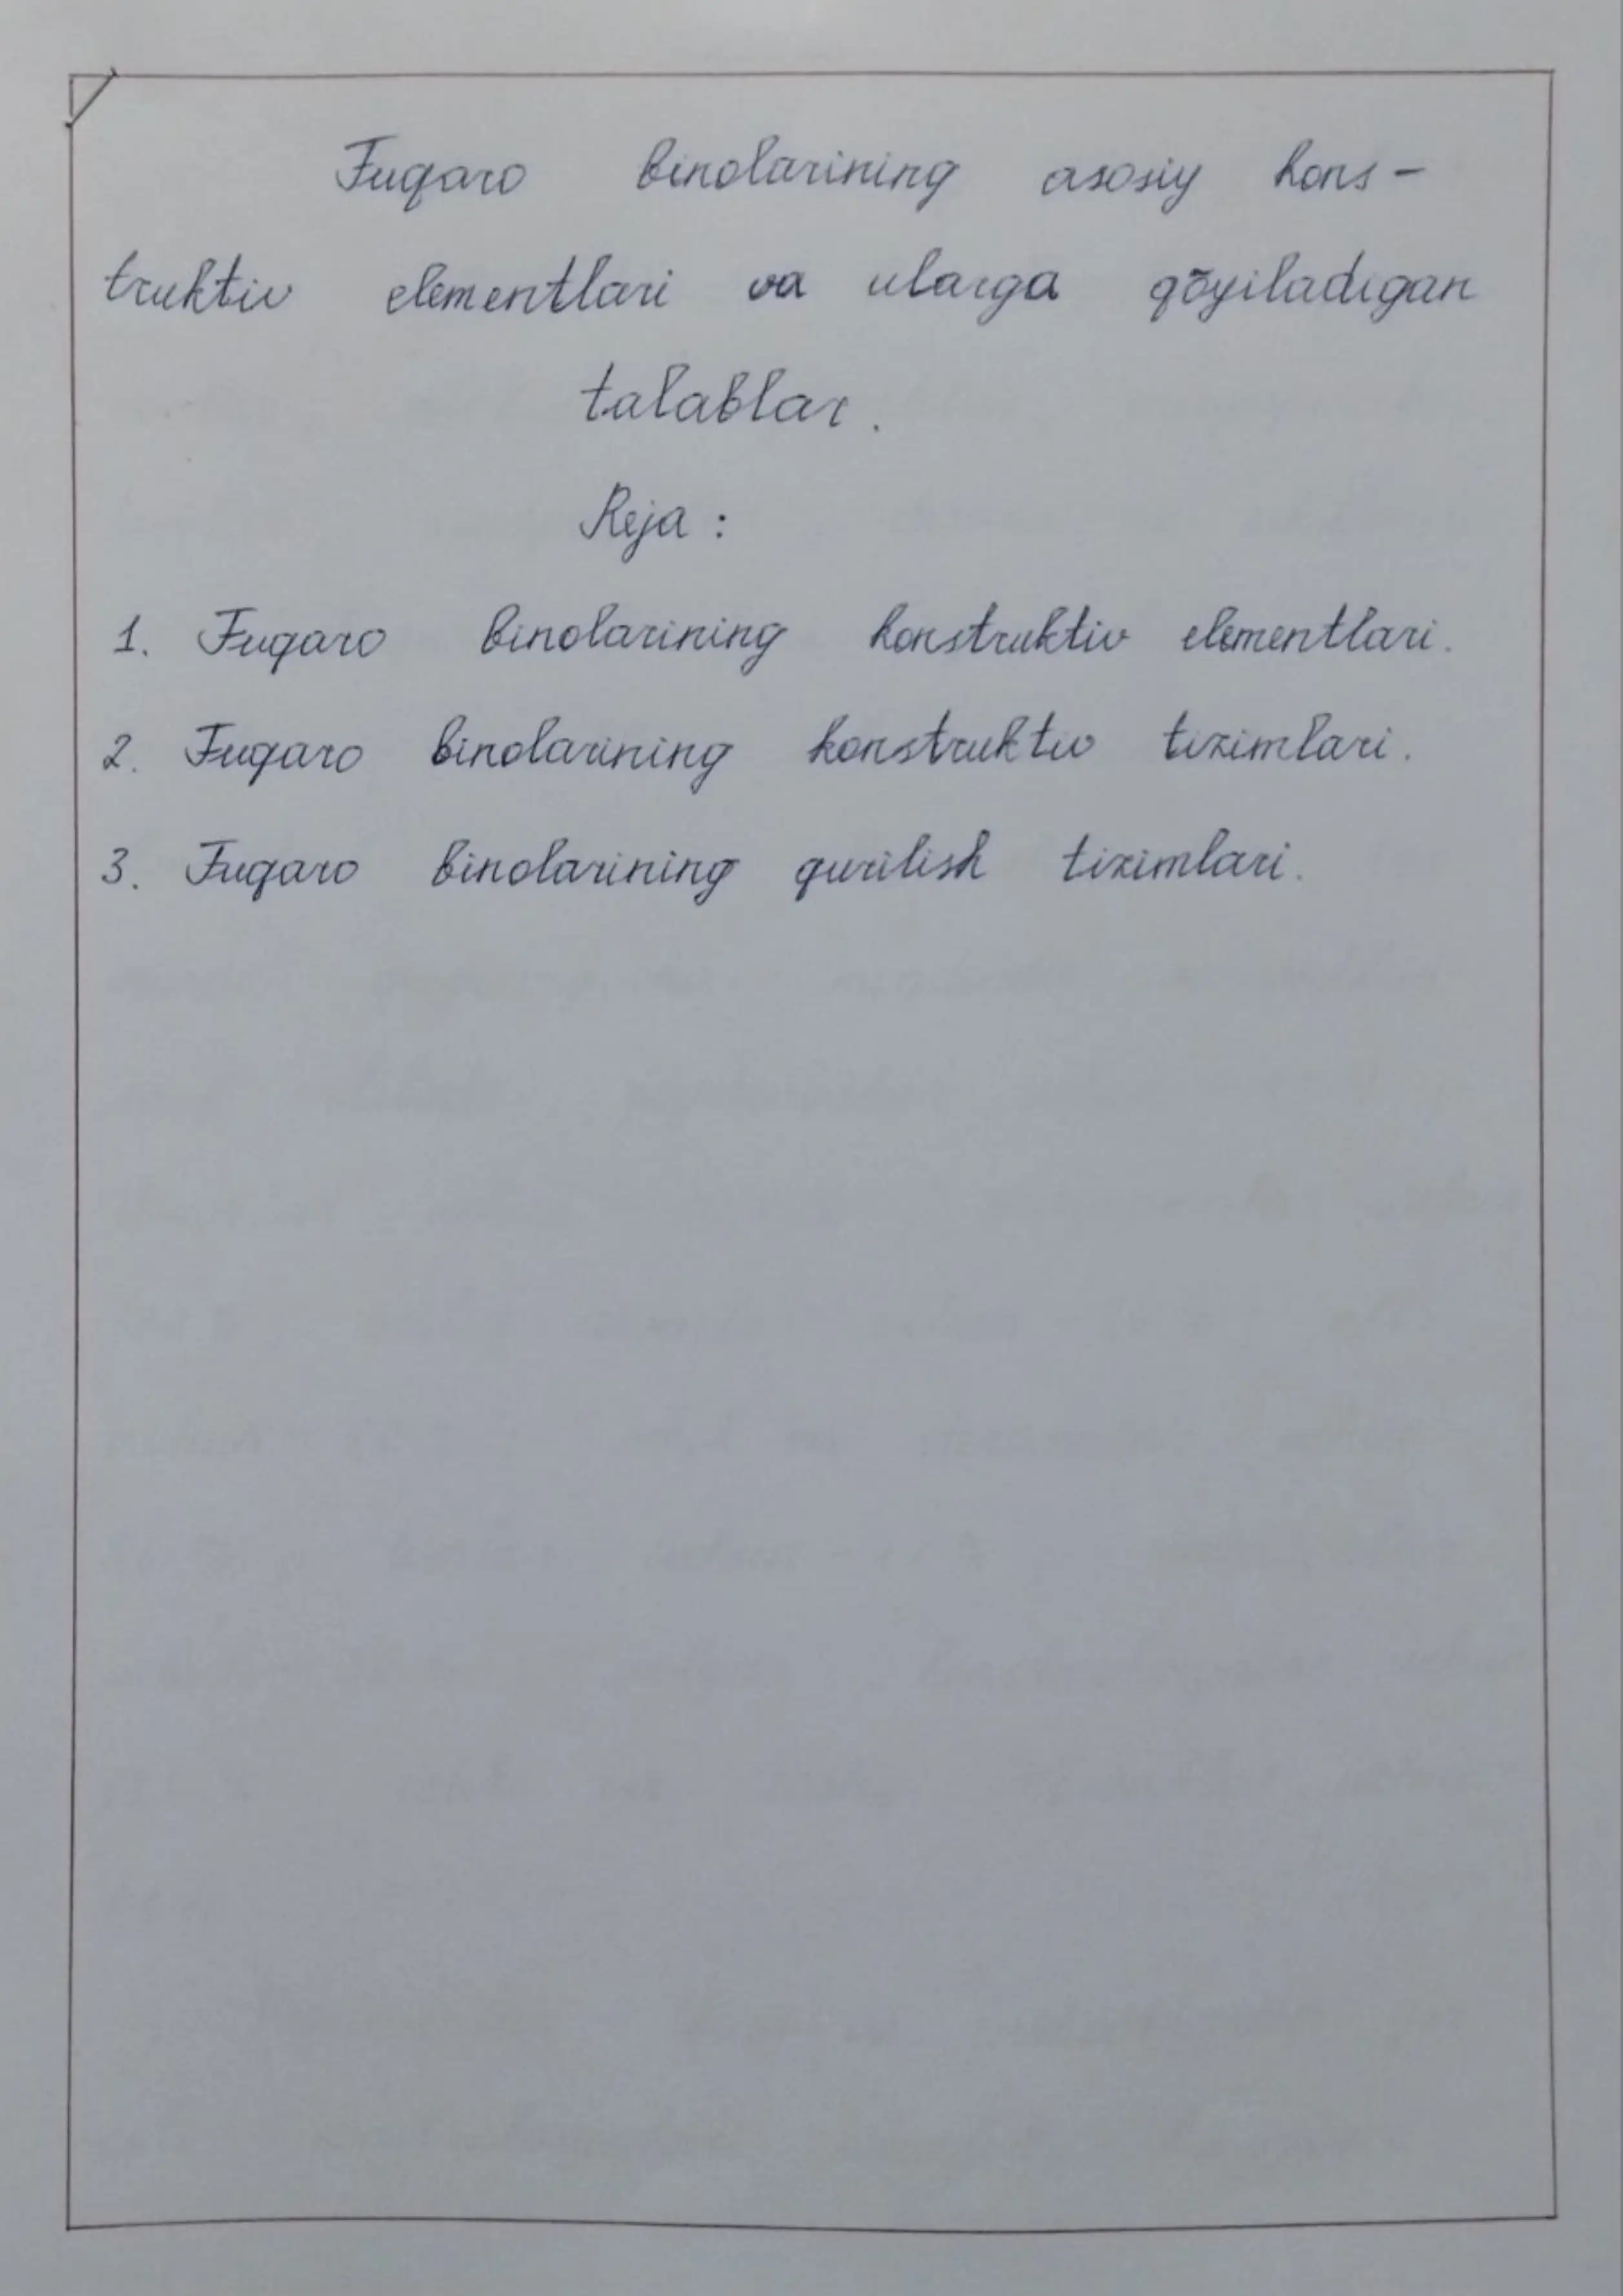 Fuqaro binolarining asosiy kons-
truktiv elementlari va ularga qõyiladigan
talablar.
Reja:
1. Fuqaro binolarining konstruktiv elementlari.
2. Fuqaro binolarining konstruktiv tizimlari.
3. Fuqaro binolarining qurilish tizimlari.